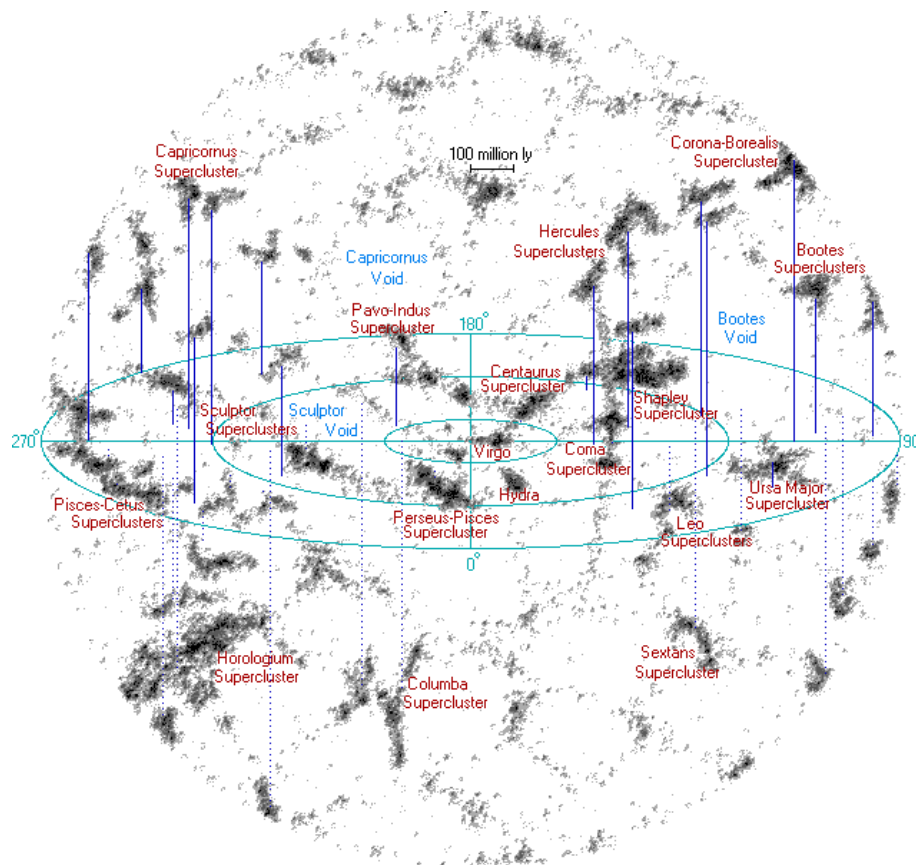 100 million ly
Corona-Borealis
Supercluster
Capricornus
Supercluster
Hercules
Superclusters
Bootes
Superclusters
Capricornus
Void
Pavo-Indus
Supercluster
180°
Bootes
Void
Centaurus
Supercluster
Shapley
Supercluster
Sculptor
Superclusters
Sculptor
Void
270°
Virgo
Coma
Supercluster
90
Pisces-Cetus
Superclusters
Hydra
Ursa Major
Supercluster
Perseus-Pisces
Supercluster
Leo
Superclusters
0°
Horologium
Supercluster
Sextans
Supercluster
Columba
Supercluster